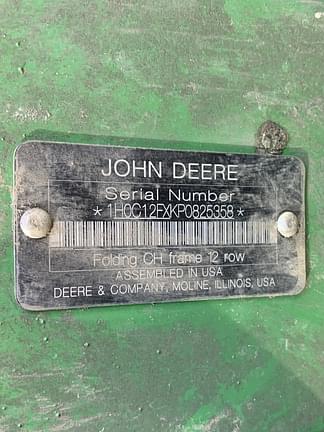 JOHN DEERE
Serial Number
* 1H0C12FXKP0825358 *
Folding CH frame 12 row
ASSEMBLED IN USA
DEERE & COMPANY, MOLINE, ILLINOIS, USA